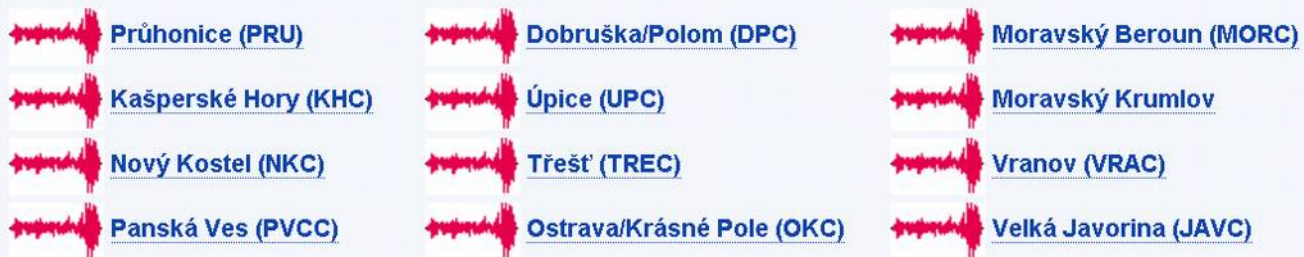 Průhonice (PRU)
Dobruška/Polom (DPC)
Moravský Beroun (MORC)
Kašperské Hory (KHC)
Úpice (UPC)
Moravský Krumlov
Nový Kostel (NKC)
Třešť (TREC)
Vranov (VRAC)
Panská Ves (PVCC)
Ostrava/Krásné Pole (OKC)
Velká Javorina (JAVC)